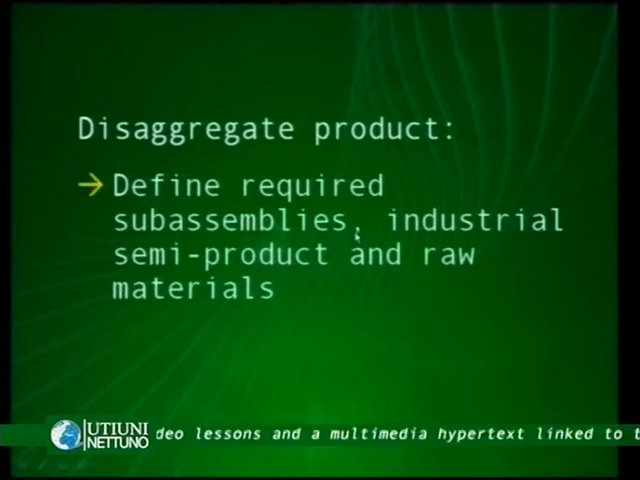 Disaggregate product:
→ Define required
subassemblies, industrial
semi-product and raw
materials
UTIUNI
NETTUNO
deo lessons and a multimedia hypertext linked to t